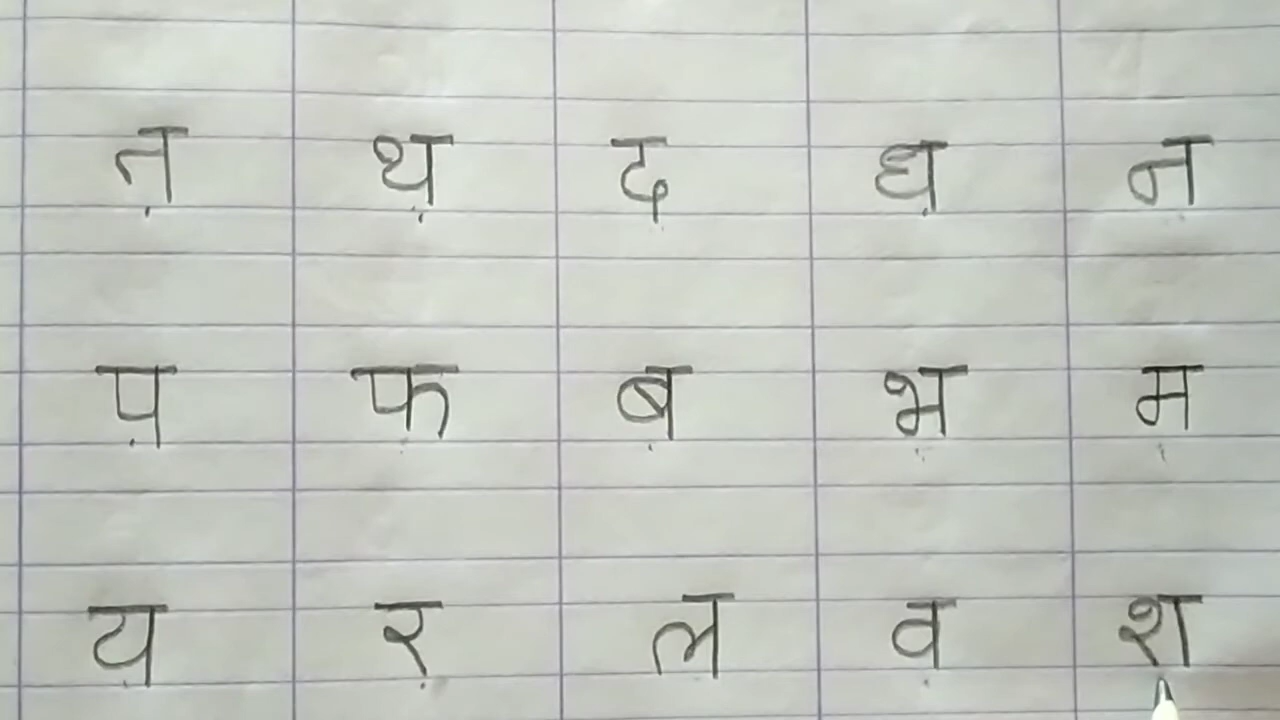 त थ द ध न
प फ ब भ म
य र ल व श